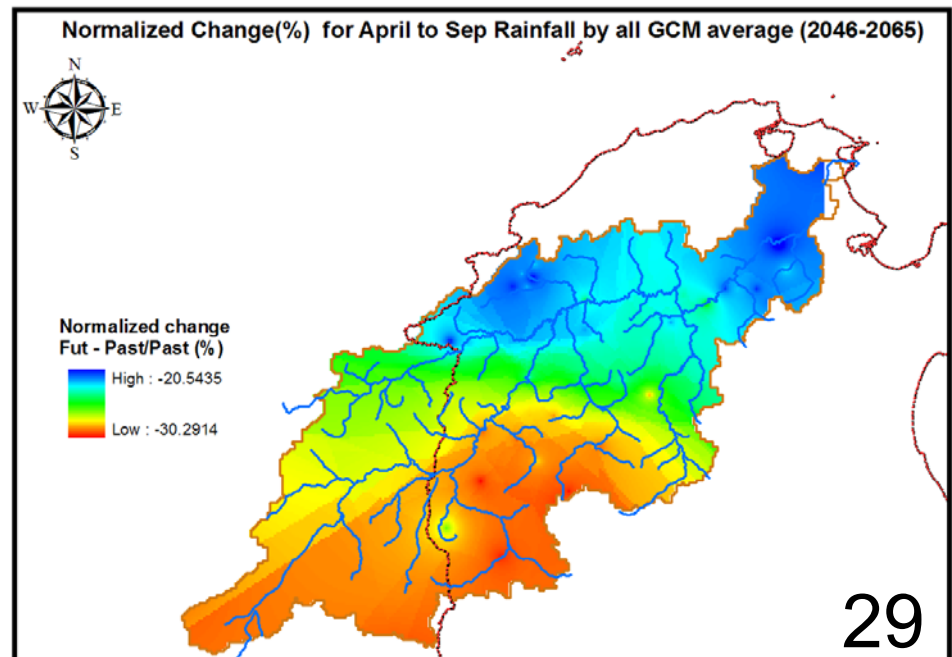 Normalized Change(%) for April to Sep Rainfall by all GCM average (2046-2065)
N
W E
S
Normalized change
Fut - Past/Past (%)
High : -20.5435
Low : -30.2914
29